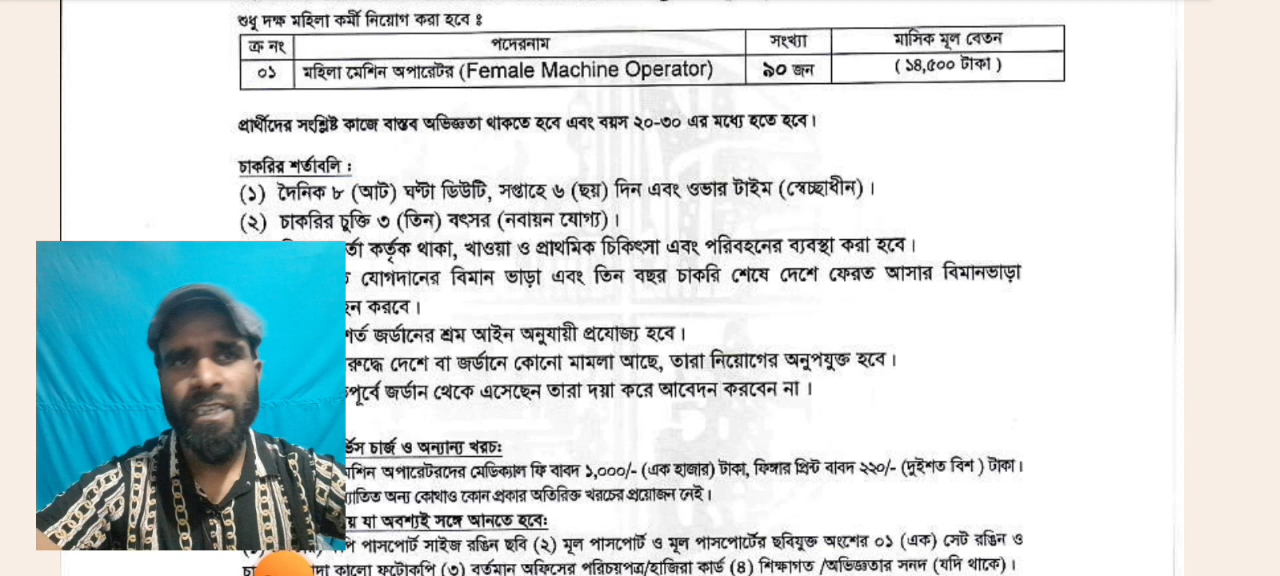 শুধু দক্ষ মহিলা কর্মী নিয়োগ করা হবে ঃ
ক্র নং পদেরনাম সংখ্যা মাসিক মূল বেতন
০১ মহিলা মেশিন অপারেটর (Female Machine Operator) ৯০ জন ( ১৪,৫০০ টাকা )
প্রার্থীদের সংশ্লিষ্ট কাজে বাস্তব অভিজ্ঞতা থাকতে হবে এবং বয়স ২০-৩০ এর মধ্যে হতে হবে।
চাকরির শর্তাবলি :
(১) দৈনিক ৮ (আট) ঘণ্টা ডিউটি, সপ্তাহে ৬ (ছয়) দিন এবং ওভার টাইম (স্বেচ্ছাধীন)।
(২) চাকরির চুক্তি ৩ (তিন) বৎসর (নবায়ন যোগ্য)।
র্তা কর্তৃক থাকা, খাওয়া ও প্রাথমিক চিকিৎসা এবং পরিবহনের ব্যবস্থা করা হবে।
যোগদানের বিমান ভাড়া এবং তিন বছর চাকরি শেষে দেশে ফেরত আসার বিমানভাড়া
হন করবে।
শর্ত জর্ডানের শ্রম আইন অনুযায়ী প্রযোজ্য হবে।
রুদ্ধে দেশে বা জর্ডানে কোনো মামলা আছে, তারা নিয়োগের অনুপযুক্ত হবে।
পূর্বে জর্ডান থেকে এসেছেন তারা দয়া করে আবেদন করবেন না।
র্ভিস চার্জ ও অন্যান্য খরচ:
মশিন অপারেটরদের মেডিক্যাল ফি বাবদ ১,০০০/- (এক হাজার) টাকা, ফিঙ্গার প্রিন্ট বাবদ ২২০/- (দুইশত বিশ) টাকা।
্যতিত অন্য কোথাও কোন প্রকার অতিরিক্ত খরচের প্রয়োজন নেই।
য় যা অবশ্যই সঙ্গে আনতে হবে:
পি পাসপোর্ট সাইজ রঙিন ছবি (২) মূল পাসপোর্ট ও মূল পাসপোর্টের ছবিযুক্ত অংশের ০১ (এক) সেট রঙিন ও
চা দা কালো ফটোকপি (৩) বর্তমান অফিসের পরিচয়পত্র/হাজিরা কার্ড (৪) শিক্ষাগত /অভিজ্ঞতার সনদ (যদি থাকে)।